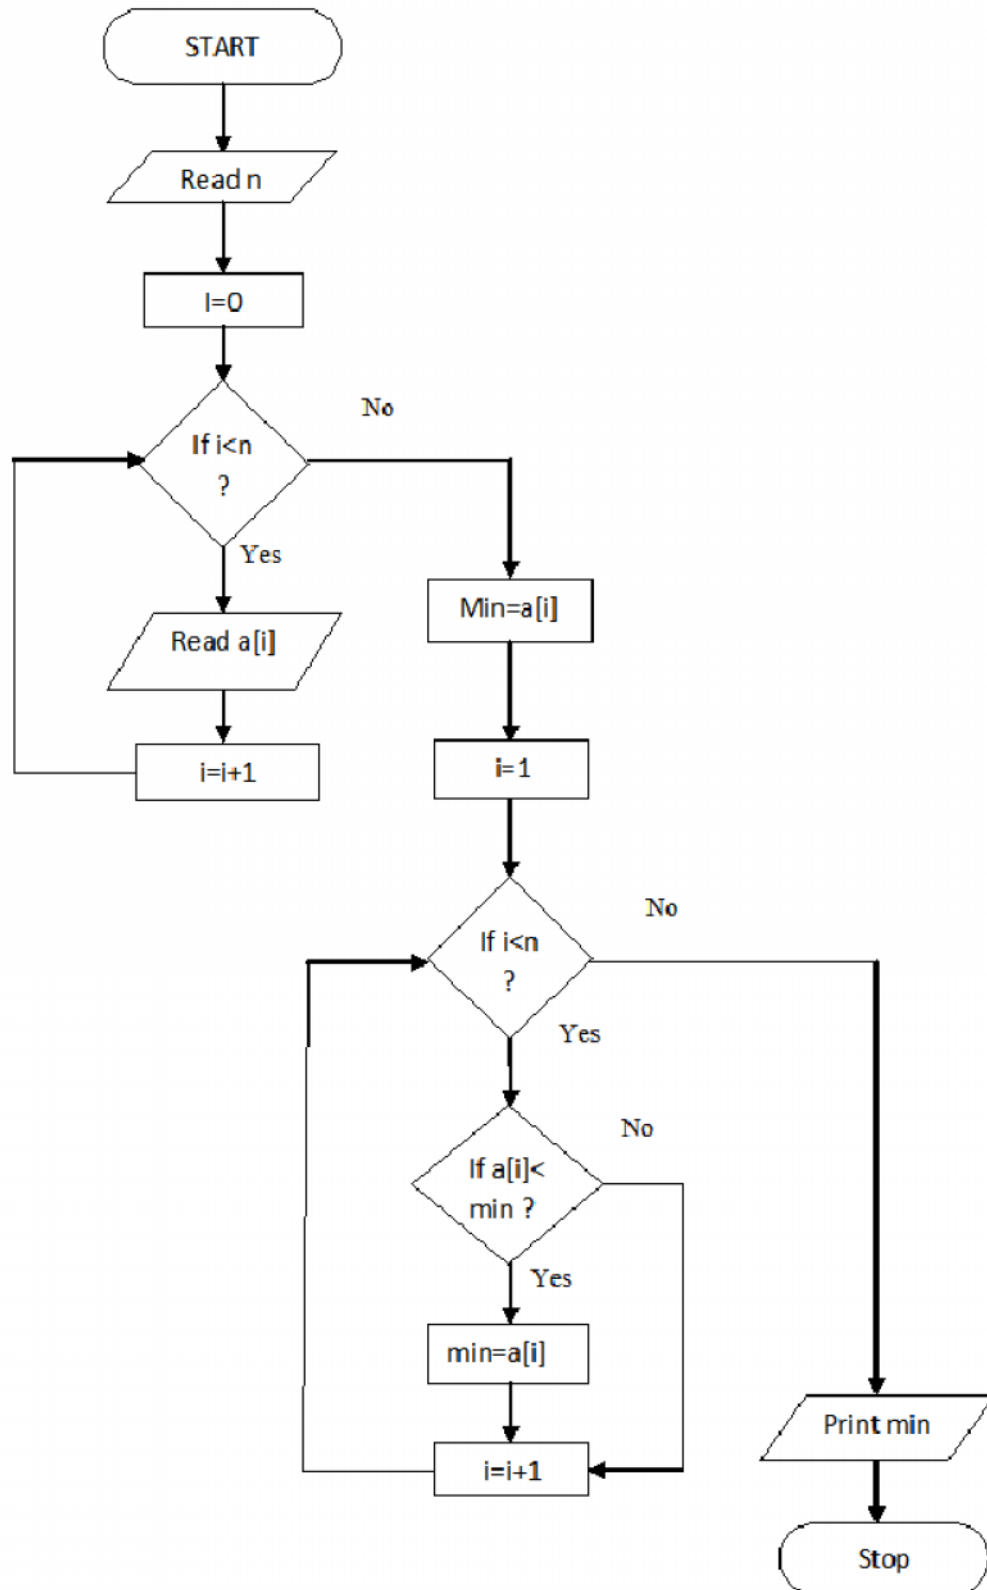 START
Read n
I=0
If i<n
?
No
Yes
Read a[i]
i=i+1
Min=a[i]
i=1
If i<n
?
No
Yes
If a[i]<
min ?
No
Yes
min=a[i]
i=i+1
Print min
Stop